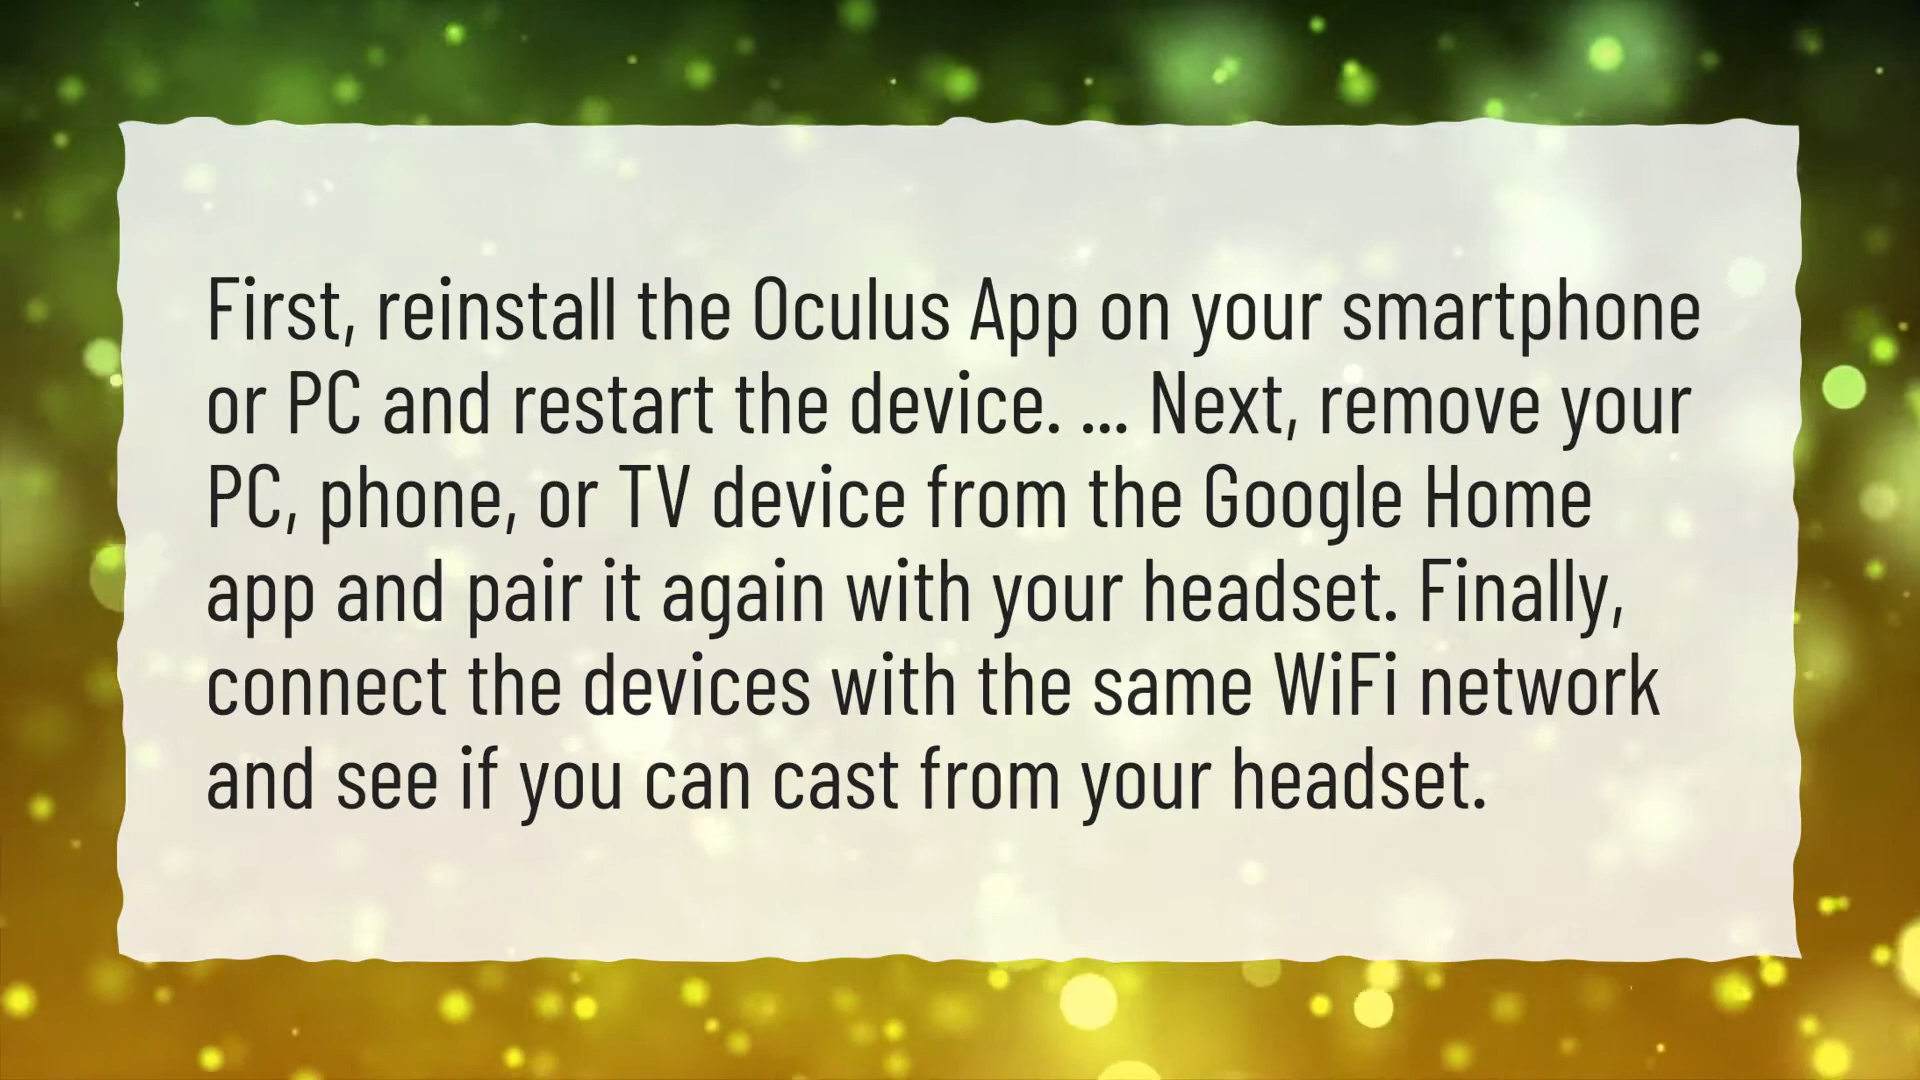 First, reinstall the Oculus App on your smartphone
or PC and restart the device. ... Next, remove your
PC, phone, or TV device from the Google Home
app and pair it again with your headset. Finally,
connect the devices with the same WiFi network
and see if you can cast from your headset.